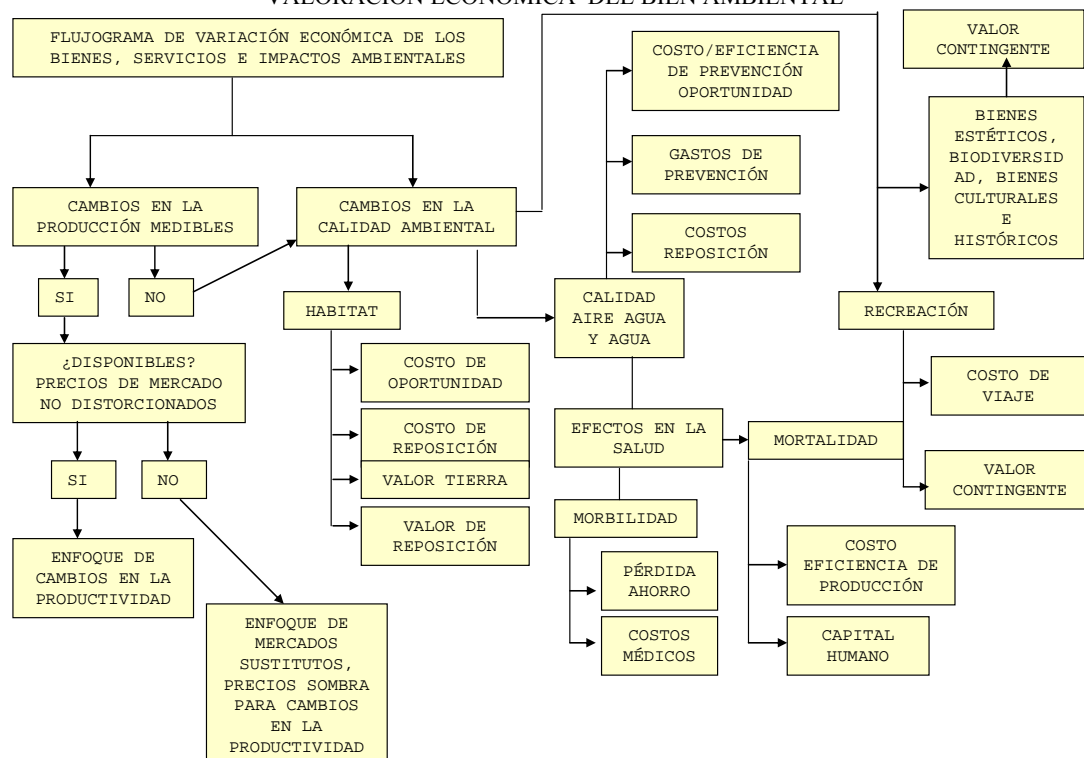 VALORACIÓN ECONÓMICA DEL BIEN AMBIENTAL
FLUJOGRAMA DE VARIACIÓN ECONÓMICA DE LOS
BIENES, SERVICIOS E IMPACTOS AMBIENTALES
COSTO/EFICIENCIA
DE PREVENCIÓN
OPORTUNIDAD
VALOR
CONTINGENTE
BIENES
ESTÉTICOS,
BIODIVERSID
AD, BIENES
CULTURALES
E
HISTÓRICOS
GASTOS DE
PREVENCIÓN
CAMBIOS EN LA
PRODUCCIÓN MEDIBLES
CAMBIOS EN LA
CALIDAD AMBIENTAL
COSTOS
REPOSICIÓN
SI
NO
HABITAT
CALIDAD
AIRE AGUA
Y AGUA
RECREACIÓN
¿DISPONIBLES?
PRECIOS DE MERCADO
NO DISTORCIONADOS
COSTO DE
OPORTUNIDAD
COSTO DE
VIAJE
COSTO DE
REPOSICIÓN
EFECTOS EN LA
SALUD
MORTALIDAD
SI
NO
VALOR TIERRA
VALOR
CONTINGENTE
VALOR DE
REPOSICIÓN
MORBILIDAD
ENFOQUE DE
CAMBIOS EN LA
PRODUCTIVIDAD
PÉRDIDA
AHORRO
COSTO
EFICIENCIA DE
PRODUCCIÓN
ENFOQUE DE
MERCADOS
SUSTITUTOS,
PRECIOS SOMBRA
PARA CAMBIOS
EN LA
PRODUCTIVIDAD
COSTOS
MÉDICOS
CAPITAL
HUMANO